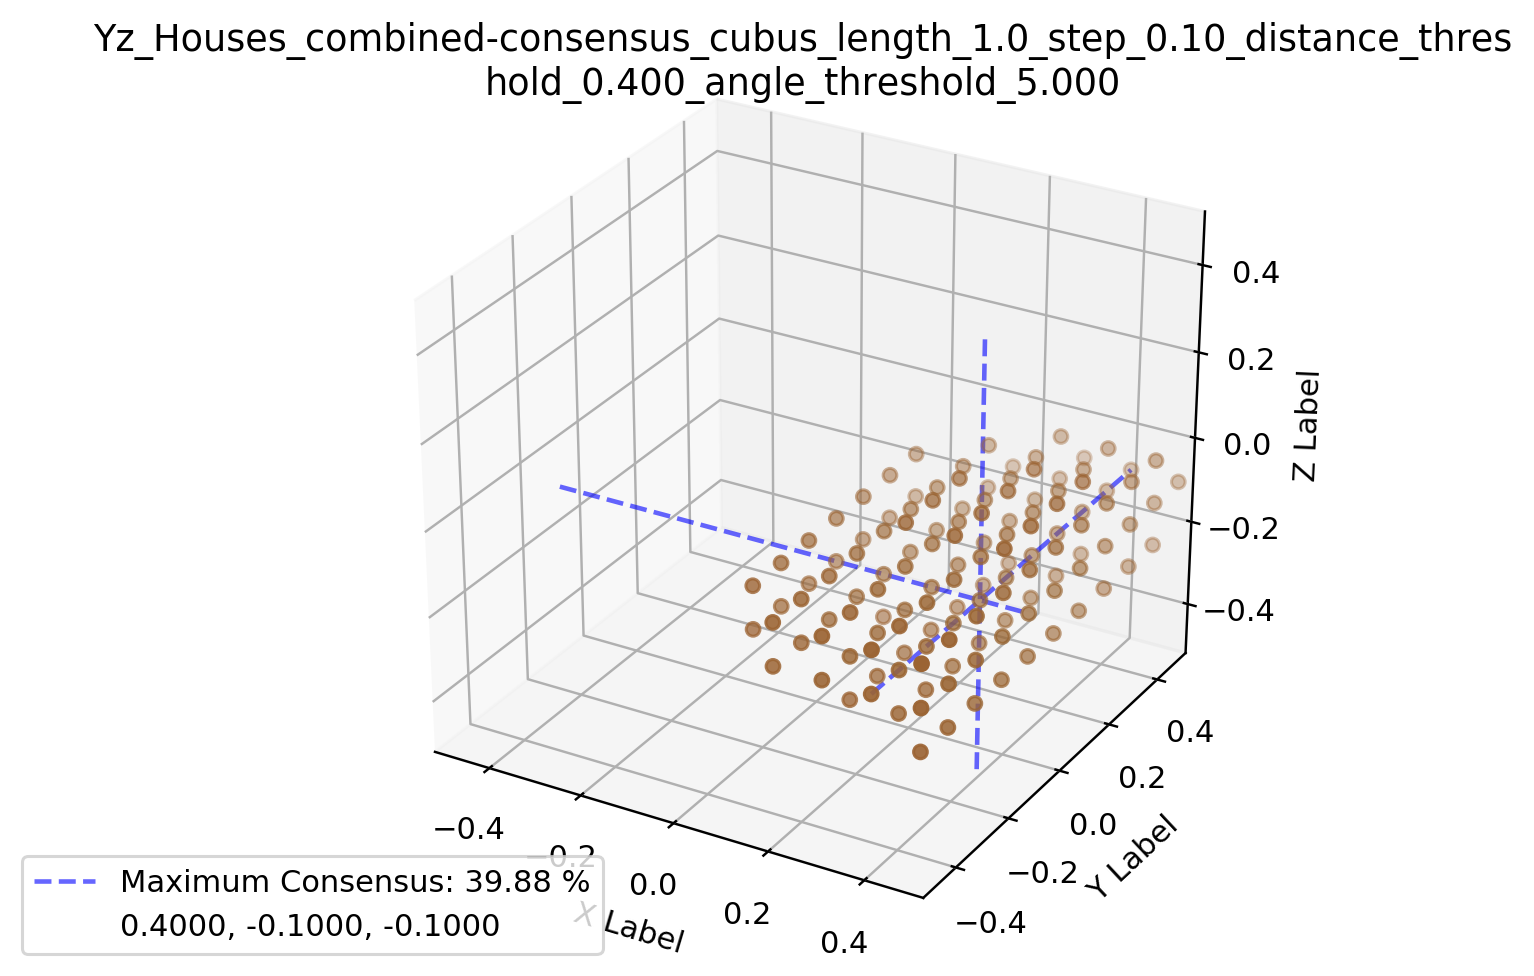 Yz_Houses_combined-consensus_cubus_length_1.0_step_0.10_distance_thres
hold_0.400_angle_threshold_5.000
0.4
0.2
0.0
−0.2
−0.4
Z Label
0.4
0.2
0.0
−0.2
−0.4
Y Label
−0.4
−0.2
0.0
0.2
0.4
X Label
Maximum Consensus: 39.88 %
0.4000, -0.1000, -0.1000